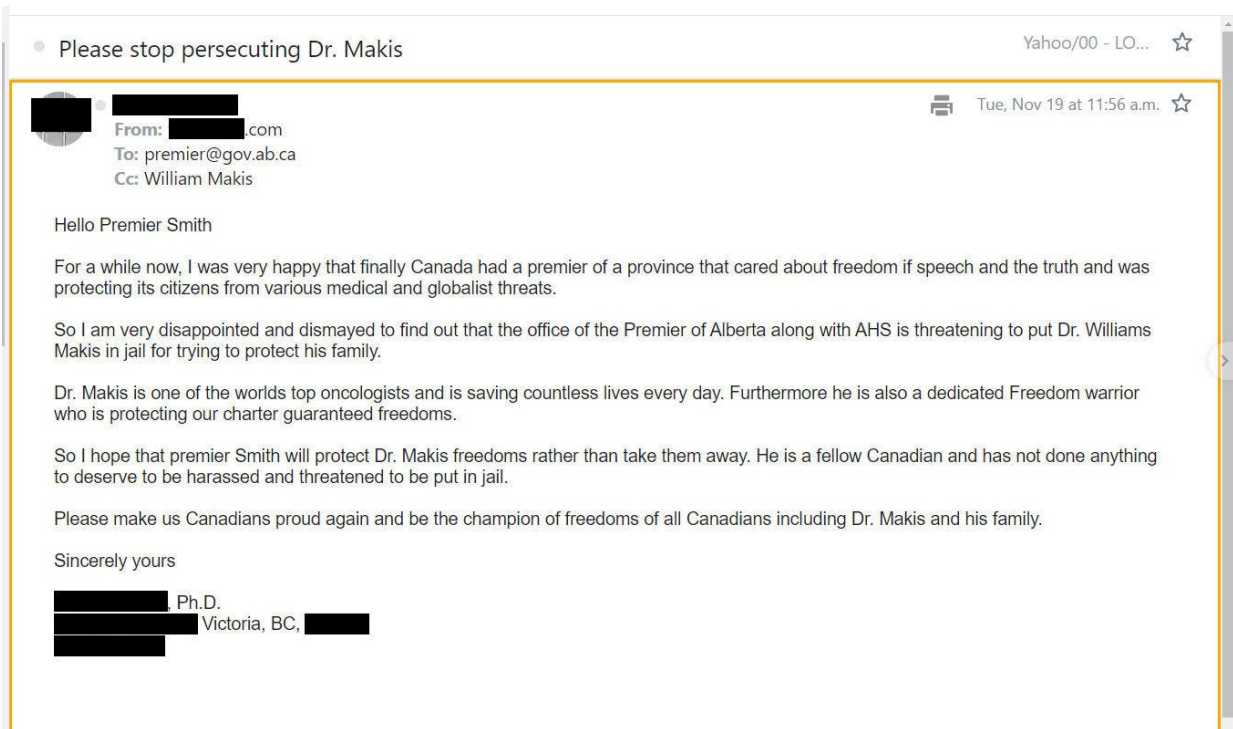 Please stop persecuting Dr. Makis
Yahoo/00 - LO...
Tue, Nov 19 at 11:56 a.m.
From: .com
To: premier@gov.ab.ca
Cc: William Makis
Hello Premier Smith
For a while now, I was very happy that finally Canada had a premier of a province that cared about freedom if speech and the truth and was
protecting its citizens from various medical and globalist threats.
So I am very disappointed and dismayed to find out that the office of the Premier of Alberta along with AHS is threatening to put Dr. Williams
Makis in jail for trying to protect his family.
Dr. Makis is one of the worlds top oncologists and is saving countless lives every day. Furthermore he is also a dedicated Freedom warrior
who is protecting our charter guaranteed freedoms.
So I hope that premier Smith will protect Dr. Makis freedoms rather than take them away. He is a fellow Canadian and has not done anything
to deserve to be harassed and threatened to be put in jail.
Please make us Canadians proud again and be the champion of freedoms of all Canadians including Dr. Makis and his family.
Sincerely yours
, Ph.D.
Victoria, BC,